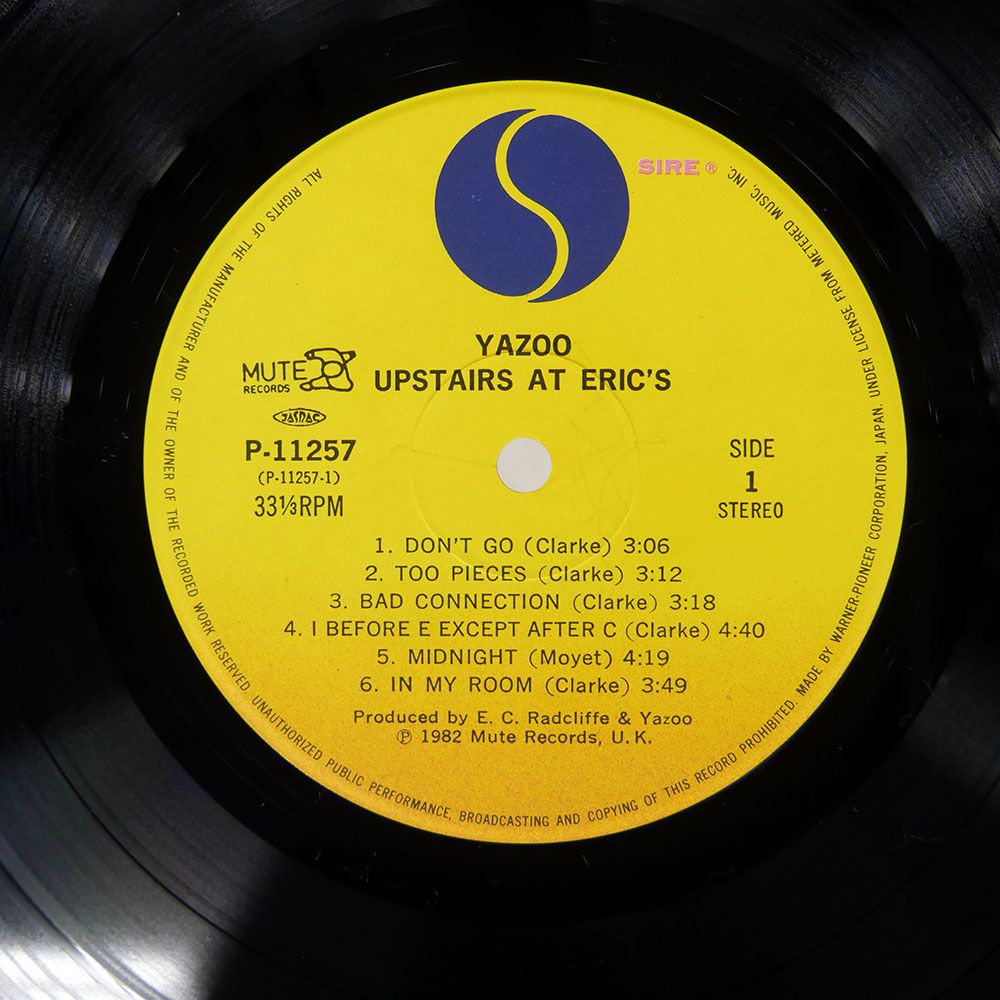 SIRE ®
YAZOO
UPSTAIRS AT ERIC'S
MUTE
RECORDS
JASRAC
P-11257
(P-11257-1)
33⅓RPM
SIDE
1
STEREO
1. DON'T GO (Clarke) 3:06
2. TOO PIECES (Clarke) 3:12
3. BAD CONNECTION (Clarke) 3:18
4. I BEFORE E EXCEPT AFTER C (Clarke) 4:40
5. MIDNIGHT (Moyet) 4:19
6. IN MY ROOM (Clarke) 3:49
Produced by E. C. Radcliffe & Yazoo
℗ 1982 Mute Records, U. K.
ALL RIGHTS OF THE MANUFACTURER AND OF THE OWNER OF THE RECORDED WORK RESERVED. UNAUTHORIZED PUBLIC PERFORMANCE, BROADCASTING AND COPYING OF THIS RECORD PROHIBITED. MADE BY WARNER-PIONEER CORPORATION, JAPAN. UNDER LICENSE FROM METERED MUSIC, INC.